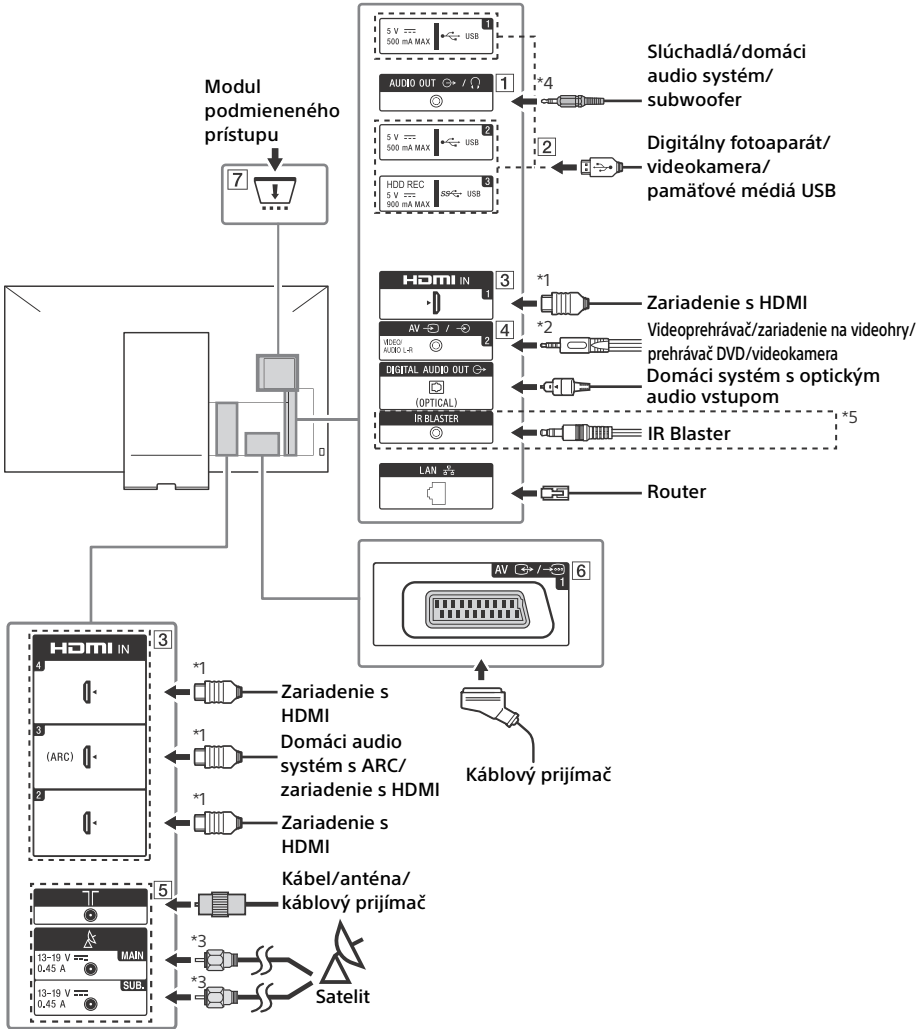 5 V
500 mA MAX
USB
1
AUDIO OUT /
1
*4
Slúchadlá/domáci
audio systém/
subwoofer
5 V
500 mA MAX
USB
2
2
Digitálny fotoaparát/
videokamera/
pamäťové médiá USB
HDD REC
5 V
900 mA MAX
SS
USB
3
Modul
podmieneného
prístupu
7
HDMI IN
1
3
*1
Zariadenie s HDMI
AV /
VIDEO/
AUDIO L-R
2
4
*2
Videoprehrávač/zariadenie na videohry/
prehrávač DVD/videokamera
DIGITAL AUDIO OUT
(OPTICAL)
Domáci systém s optickým
audio vstupom
IR BLASTER
IR Blaster
*5
LAN
Router
AV /
1
6
Káblový prijímač
HDMI IN
3
4
*1
Zariadenie s
HDMI
3
(ARC)
*1
Domáci audio
systém s ARC/
zariadenie s HDMI
2
*1
Zariadenie s
HDMI
5
Kábel/anténa/
káblový prijímač
13-19 V
0.45 A
MAIN
*3
13-19 V
0.45 A
SUB.
*3
Satelit